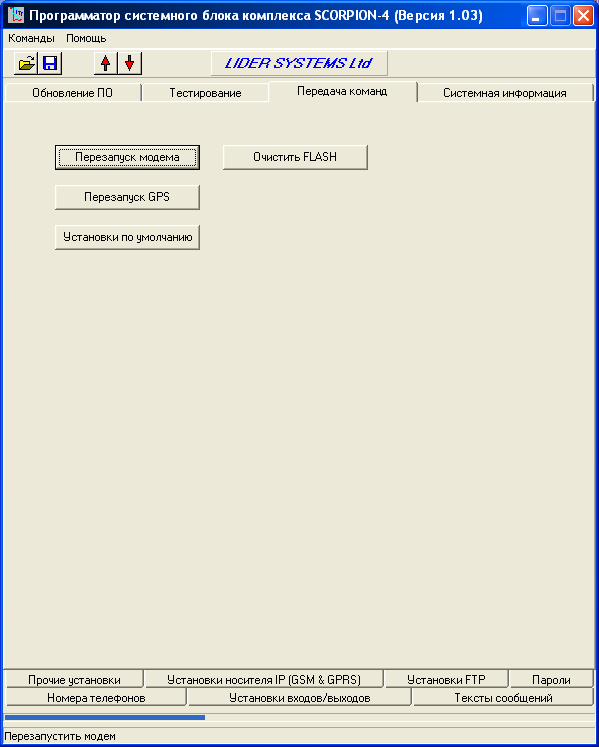 Программатор системного блока комплекса SCORPION-4 (Версия 1.03)
Команды Помощь
LIDER SYSTEMS Ltd
Обновление ПО Тестирование Передача команд Системная информация
Перезапуск модема Очистить FLASH
Перезапуск GPS
Установки по умолчанию
Прочие установки Установки носителя IP (GSM & GPRS) Установки FTP Пароли
Номера телефонов Установки входов/выходов Тексты сообщений
Перезапустить модем